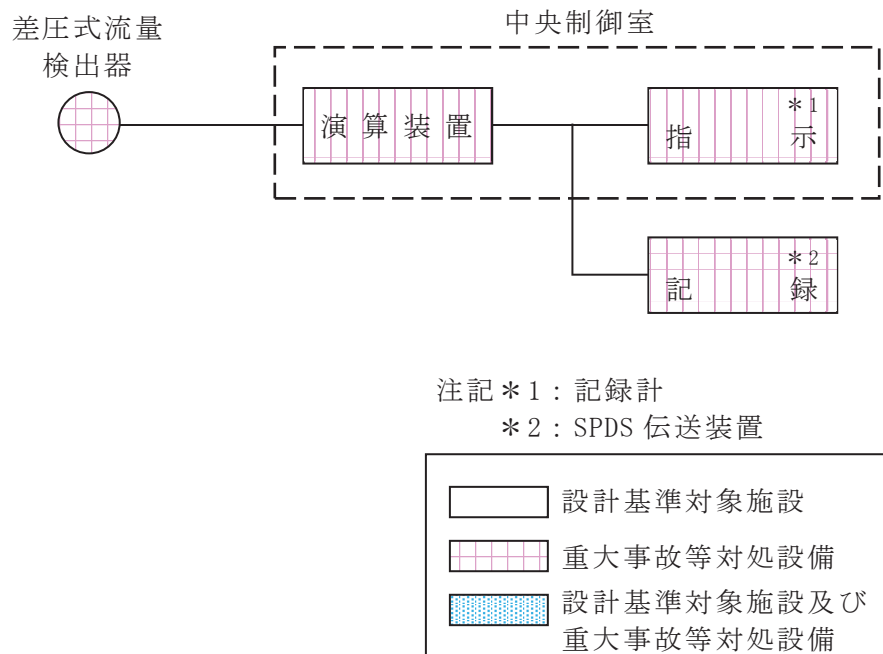 差圧式流量
検出器
中央制御室
演算装置
指示 ＊1
記録 ＊2
注記＊1：記録計
＊2：SPDS 伝送装置
設計基準対象施設
重大事故等対処設備
設計基準対象施設及び
重大事故等対処設備